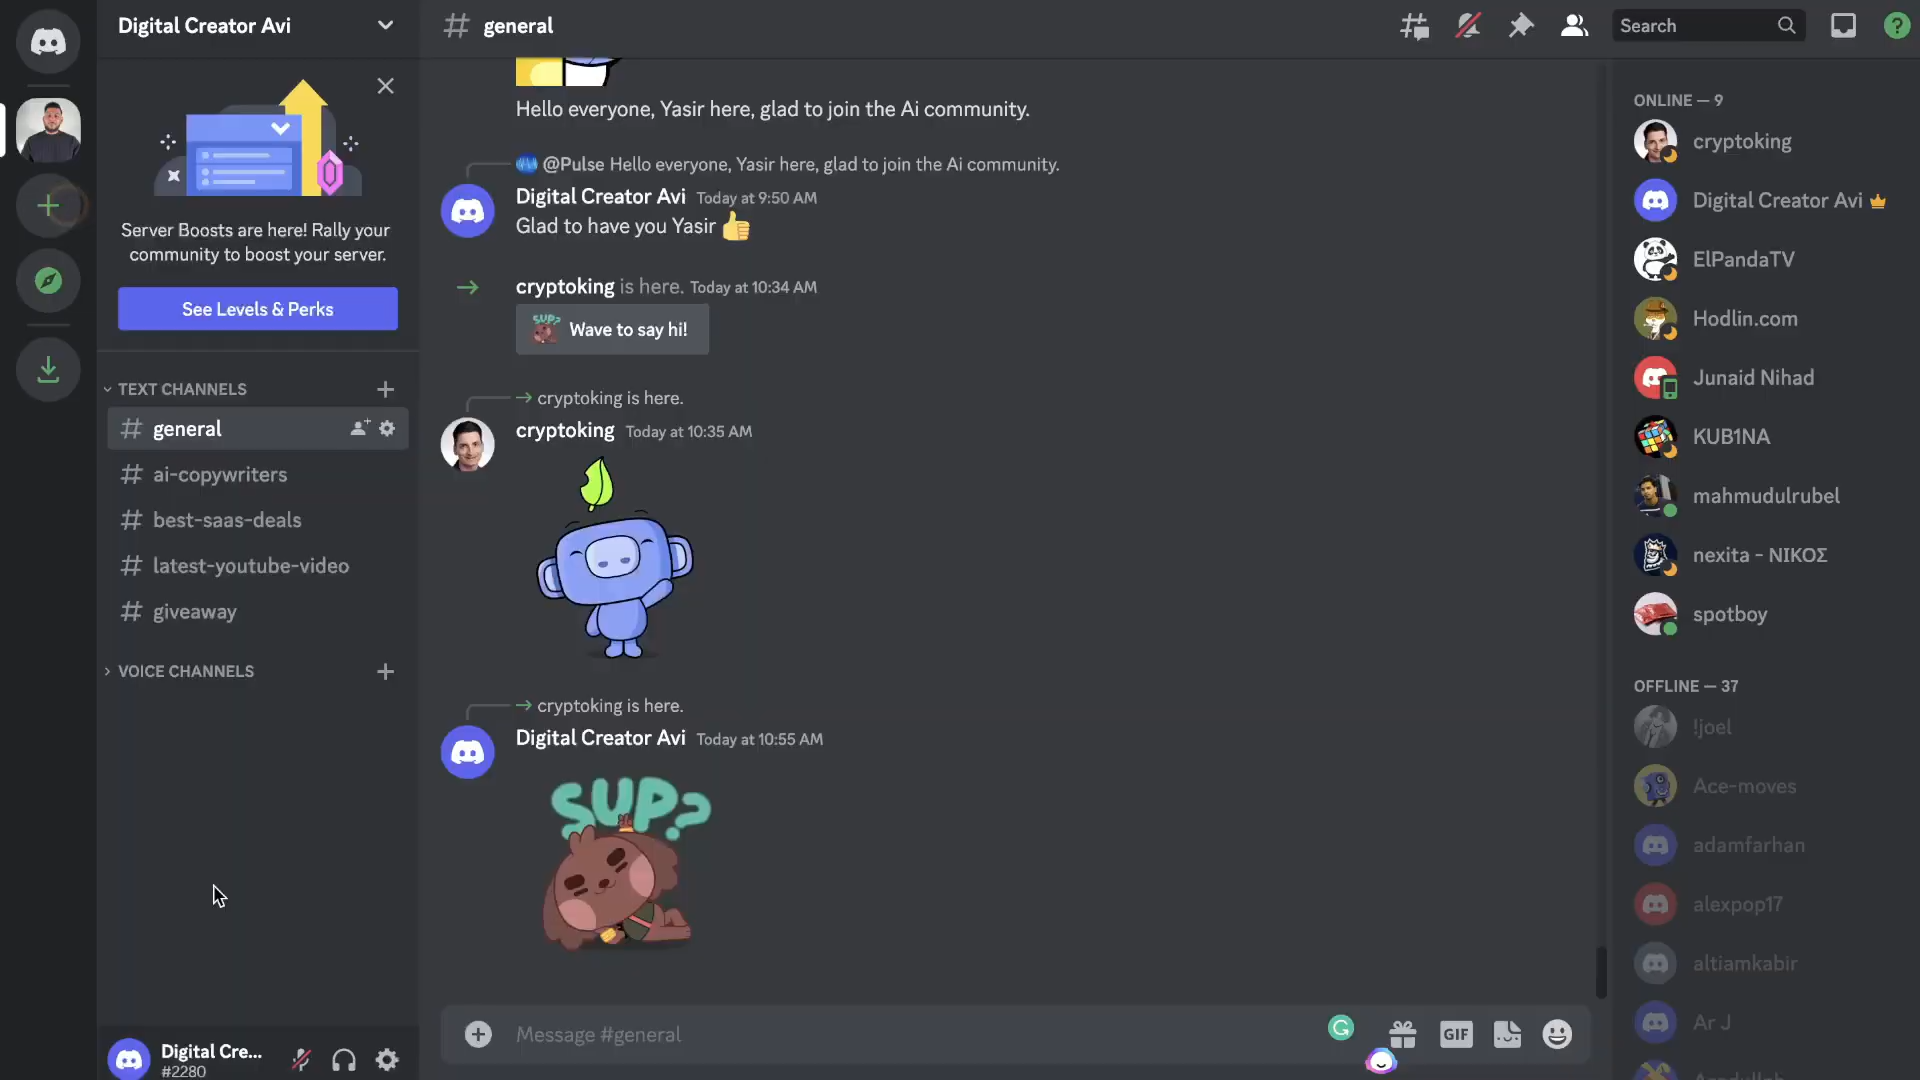 Digital Creator Avi
general
Search
Server Boosts are here! Rally your
community to boost your server.
See Levels & Perks
TEXT CHANNELS
general
ai-copywriters
best-saas-deals
latest-youtube-video
giveaway
VOICE CHANNELS
Digital Cre...
#2280
Hello everyone, Yasir here, glad to join the Ai community.
@Pulse Hello everyone, Yasir here, glad to join the Ai community.
Digital Creator Avi Today at 9:50 AM
Glad to have you Yasir
cryptoking is here. Today at 10:34 AM
SUP?
Wave to say hi!
cryptoking is here.
cryptoking Today at 10:35 AM
cryptoking is here.
Digital Creator Avi Today at 10:55 AM
SUP?
Message #general
GIF
ONLINE — 9
cryptoking
Digital Creator Avi
ElPandaTV
Hodlin.com
Junaid Nihad
KUB1NA
mahmudulrubel
nexita - ΝΙΚΟΣ
spotboy
OFFLINE — 37
!joel
Ace-moves
adamfarhan
alexpop17
altiamkabir
Ar J